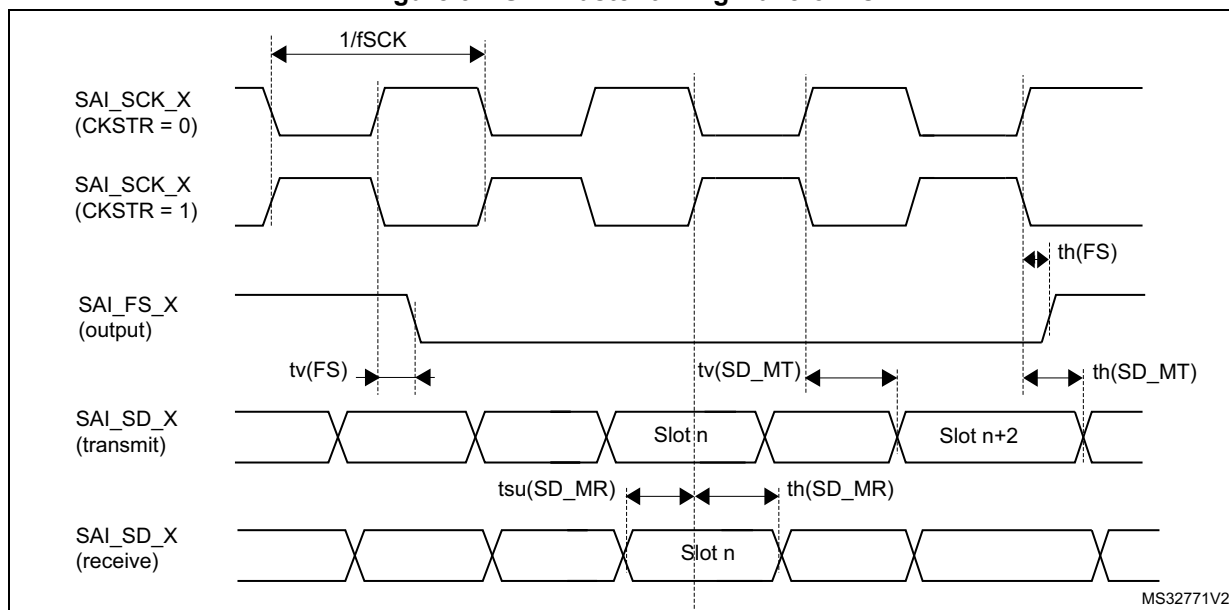 1/fSCK
SAI_SCK_X
(CKSTR = 0)
SAI_SCK_X
(CKSTR = 1)
th(FS)
SAI_FS_X
(output)
tv(FS)
tv(SD_MT)
th(SD_MT)
SAI_SD_X
(transmit)
Slot n
Slot n+2
tsu(SD_MR)
th(SD_MR)
SAI_SD_X
(receive)
Slot n
MS32771V2